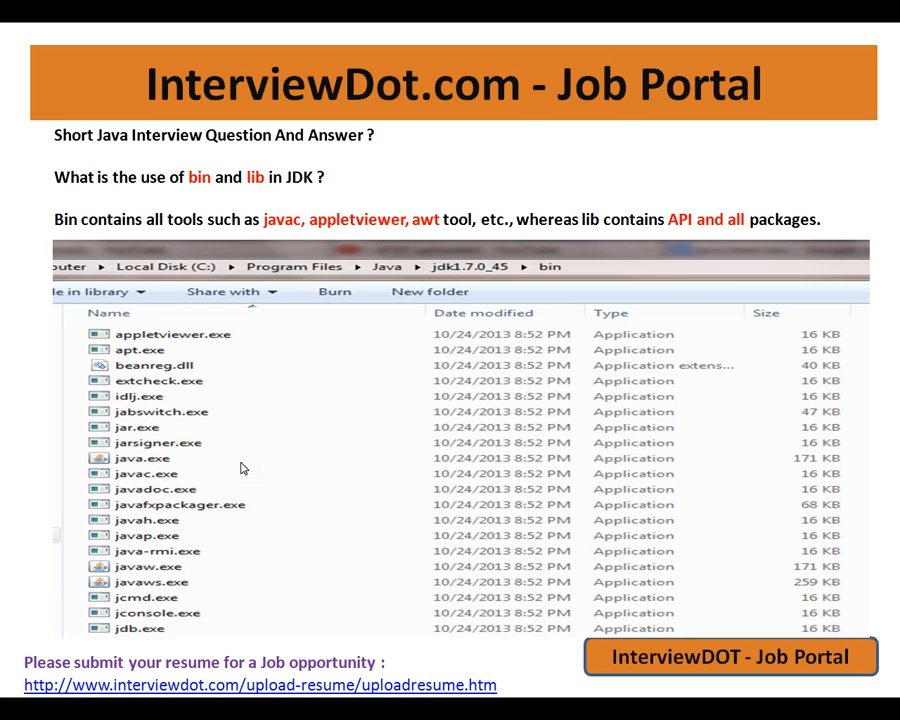 InterviewDot.com - Job Portal
Short Java Interview Question And Answer ?
What is the use of bin and lib in JDK ?
Bin contains all tools such as javac, appletviewer, awt tool, etc., whereas lib contains API and all packages.
outer ▸ Local Disk (C:) ▸ Program Files ▸ Java ▸ jdk1.7.0_45 ▸ bin
le in library Share with Burn New folder
Name Date modified Type Size
appletviewer.exe 10/24/2013 8:52 PM Application 16 KB
apt.exe 10/24/2013 8:52 PM Application 16 KB
beanreg.dll 10/24/2013 8:52 PM Application extens... 40 KB
extcheck.exe 10/24/2013 8:52 PM Application 16 KB
idlj.exe 10/24/2013 8:52 PM Application 16 KB
jabswitch.exe 10/24/2013 8:52 PM Application 47 KB
jar.exe 10/24/2013 8:52 PM Application 16 KB
jarsigner.exe 10/24/2013 8:52 PM Application 16 KB
java.exe 10/24/2013 8:52 PM Application 171 KB
javac.exe 10/24/2013 8:52 PM Application 16 KB
javadoc.exe 10/24/2013 8:52 PM Application 16 KB
javafxpackager.exe 10/24/2013 8:52 PM Application 68 KB
javah.exe 10/24/2013 8:52 PM Application 16 KB
javap.exe 10/24/2013 8:52 PM Application 16 KB
java-rmi.exe 10/24/2013 8:52 PM Application 16 KB
javaw.exe 10/24/2013 8:52 PM Application 171 KB
javaws.exe 10/24/2013 8:52 PM Application 259 KB
jcmd.exe 10/24/2013 8:52 PM Application 16 KB
jconsole.exe 10/24/2013 8:52 PM Application 16 KB
jdb.exe 10/24/2013 8:52 PM Application 16 KB
InterviewDOT - Job Portal
Please submit your resume for a Job opportunity :
http://www.interviewdot.com/upload-resume/uploadresume.htm